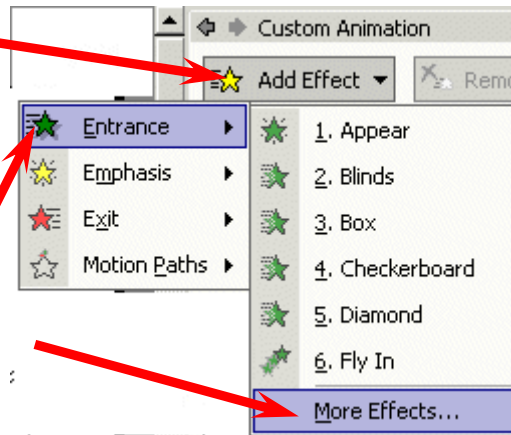 Custom Animation
Add Effect
Entrance
Emphasis
Exit
Motion Paths
1. Appear
2. Blinds
3. Box
4. Checkerboard
5. Diamond
6. Fly In
More Effects...